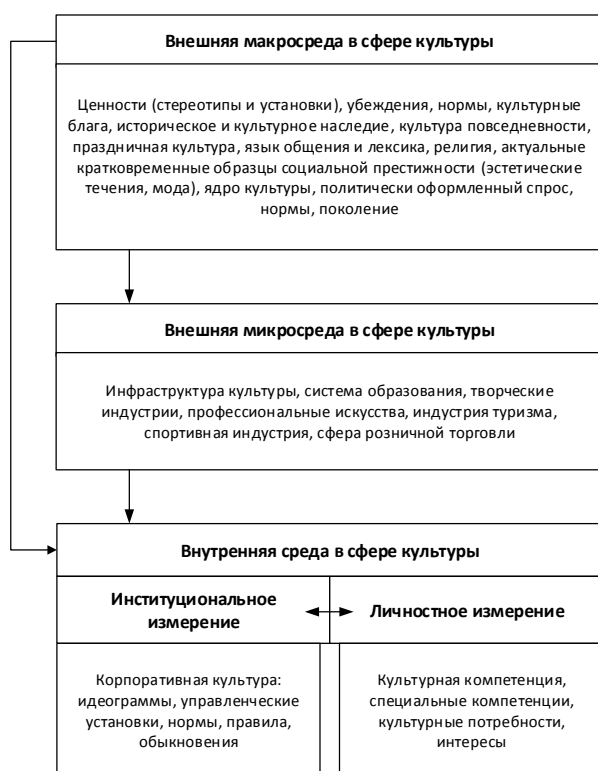 Внешняя макросреда в сфере культуры
Ценности (стереотипы и установки), убеждения, нормы, культурные
блага, историческое и культурное наследие, культура повседневности,
праздничная культура, язык общения и лексика, религия, актуальные
кратковременные образцы социальной престижности (эстетические
течения, мода), ядро культуры, политически оформленный спрос,
нормы, поколение
Внешняя микросреда в сфере культуры
Инфраструктура культуры, система образования, творческие
индустрии, профессиональные искусства, индустрия туризма,
спортивная индустрия, сфера розничной торговли
Внутренняя среда в сфере культуры
Институциональное
измерение
Личностное измерение
Корпоративная культура:
идеограммы, управленческие
установки, нормы, правила,
обыкновения
Культурная компетенция,
специальные компетенции,
культурные потребности,
интересы